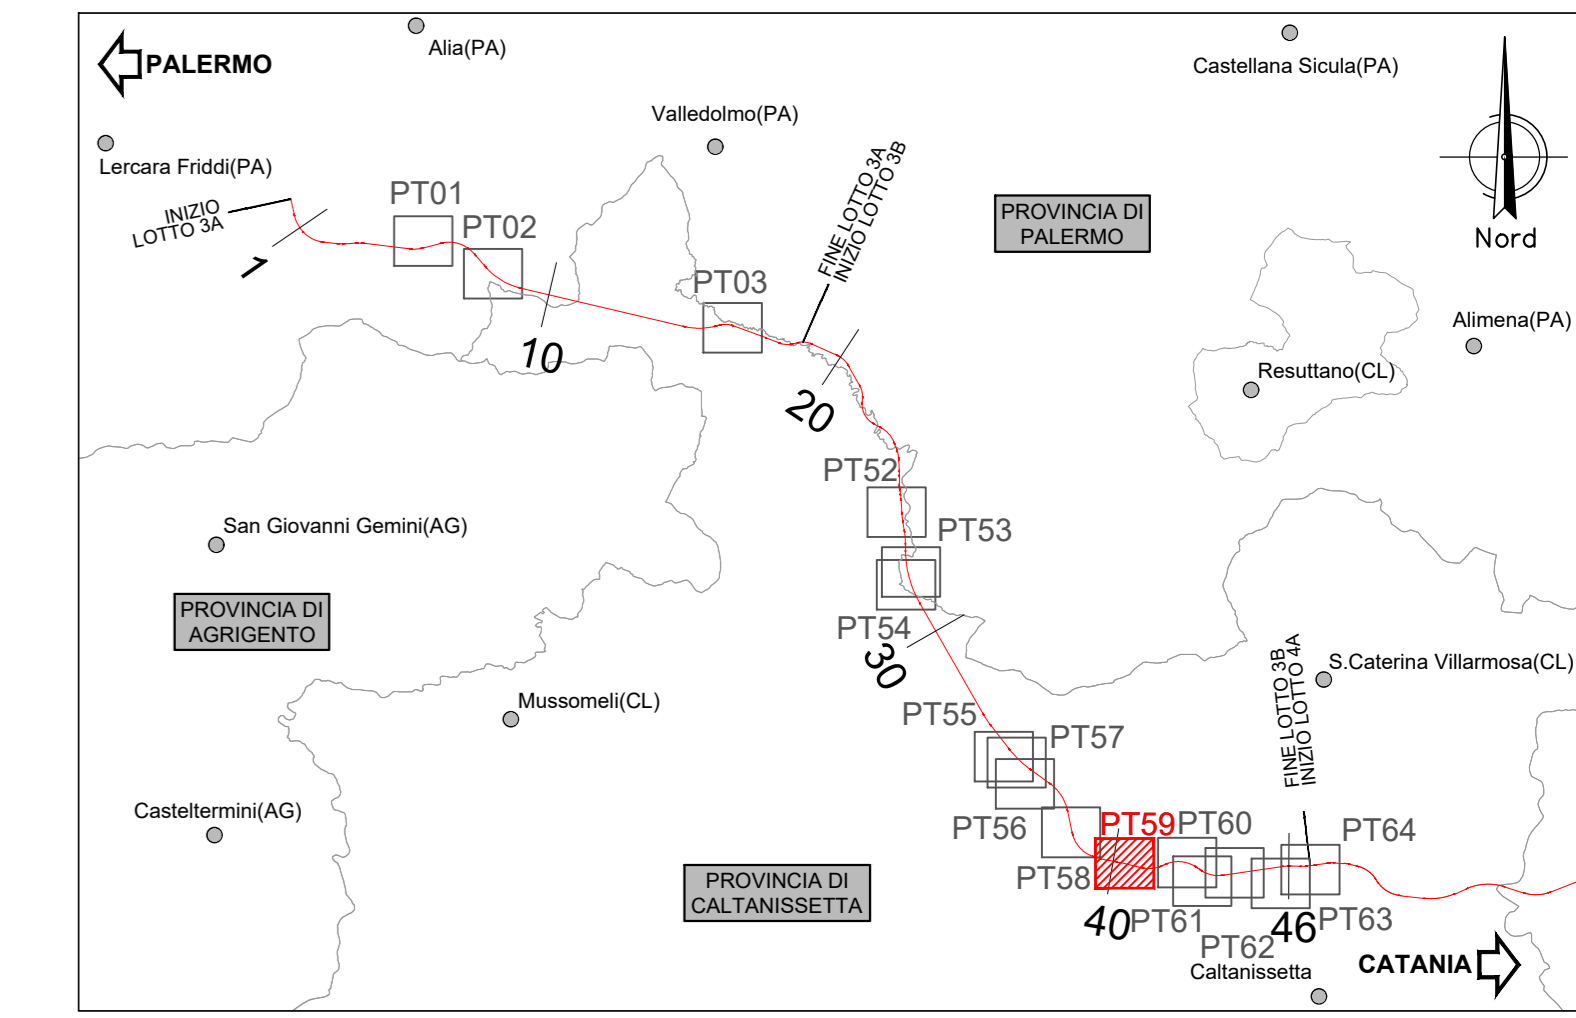 Alia(PA)
PALERMO
Castellana Sicula(PA)
Valledolmo(PA)
Lercara Friddi(PA)
PT01
INIZIO
LOTTO 3A
PT02
1
FINE LOTTO 3A
INIZIO LOTTO 3B
PROVINCIA DI
PALERMO
Nord
PT03
10
Alimena(PA)
Resuttano(CL)
20
PT52
San Giovanni Gemini(AG)
PT53
PROVINCIA DI
AGRIGENTO
PT54
30
S.Caterina Villarmosa(CL)
FINE LOTTO 3B
INIZIO LOTTO 4A
Mussomeli(CL)
PT55
PT57
Casteltermini(AG)
PT56
PT59
PT60
PT64
PT58
PROVINCIA DI
CALTANISSETTA
40
PT61
PT62
46
PT63
Caltanissetta
CATANIA